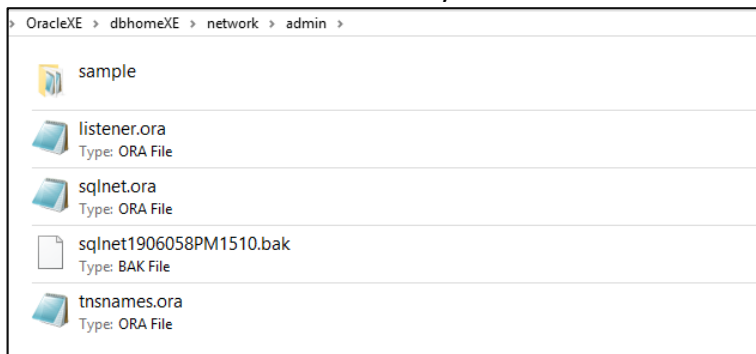 > OracleXE > dbhomeXE > network > admin >
sample
listener.ora
Type: ORA File
sqlnet.ora
Type: ORA File
sqlnet1906058PM1510.bak
Type: BAK File
tnsnames.ora
Type: ORA File